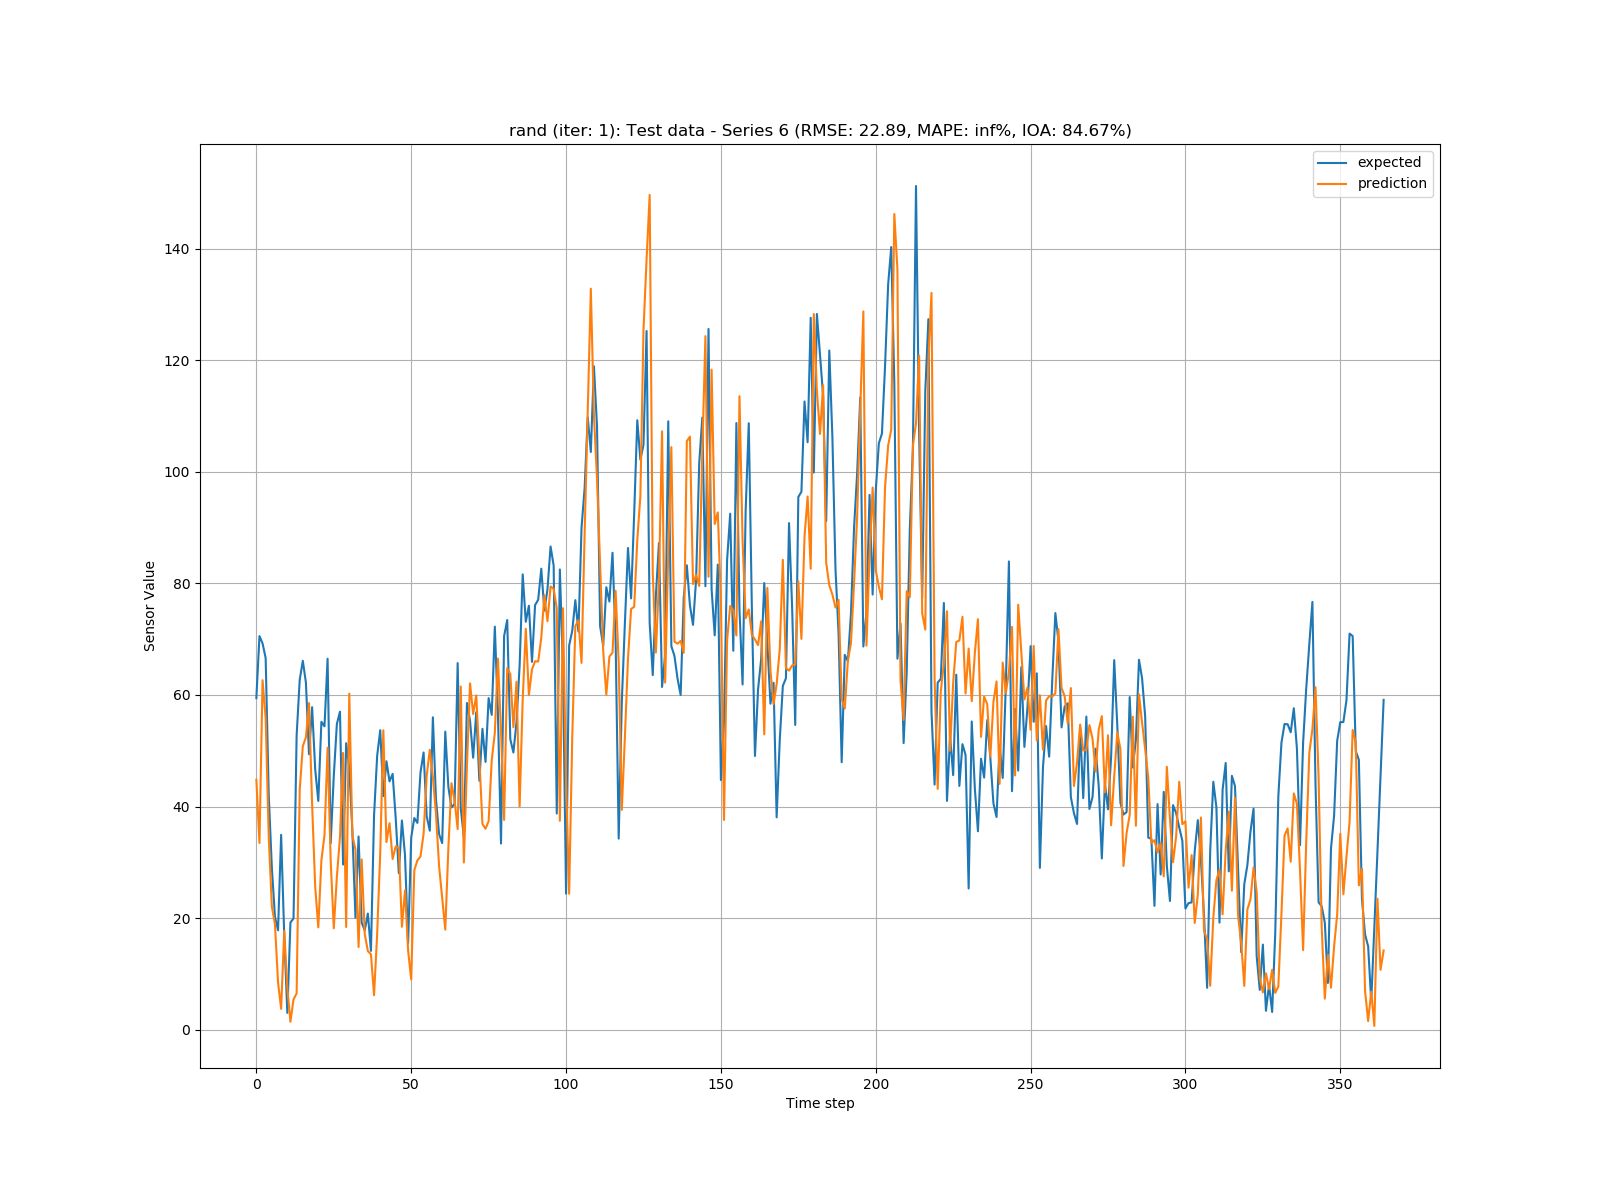 rand (iter: 1): Test data - Series 6 (RMSE: 22.89, MAPE: inf%, IOA: 84.67%)
expected
prediction
140
120
100
80
60
40
20
0
Sensor Value
0 50 100 150 200 250 300 350
Time step